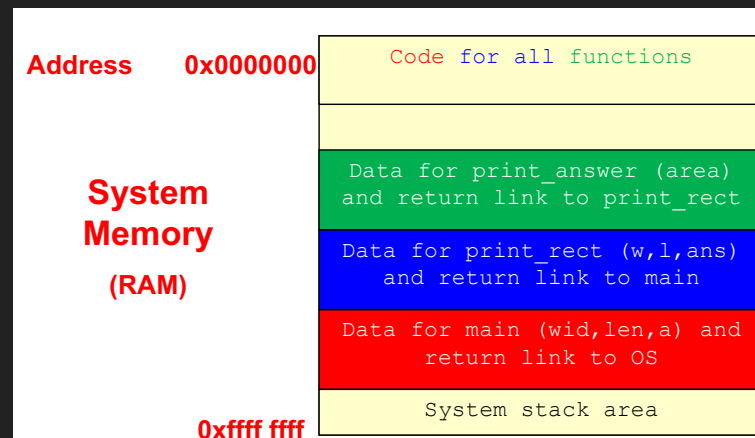 Address 0x0000000
Code for all functions
Data for print_answer (area)
and return link to print_rect
System
Memory
(RAM)
Data for print_rect (w,l,ans)
and return link to main
Data for main (wid,len,a) and
return link to OS
System stack area
0xffff ffff